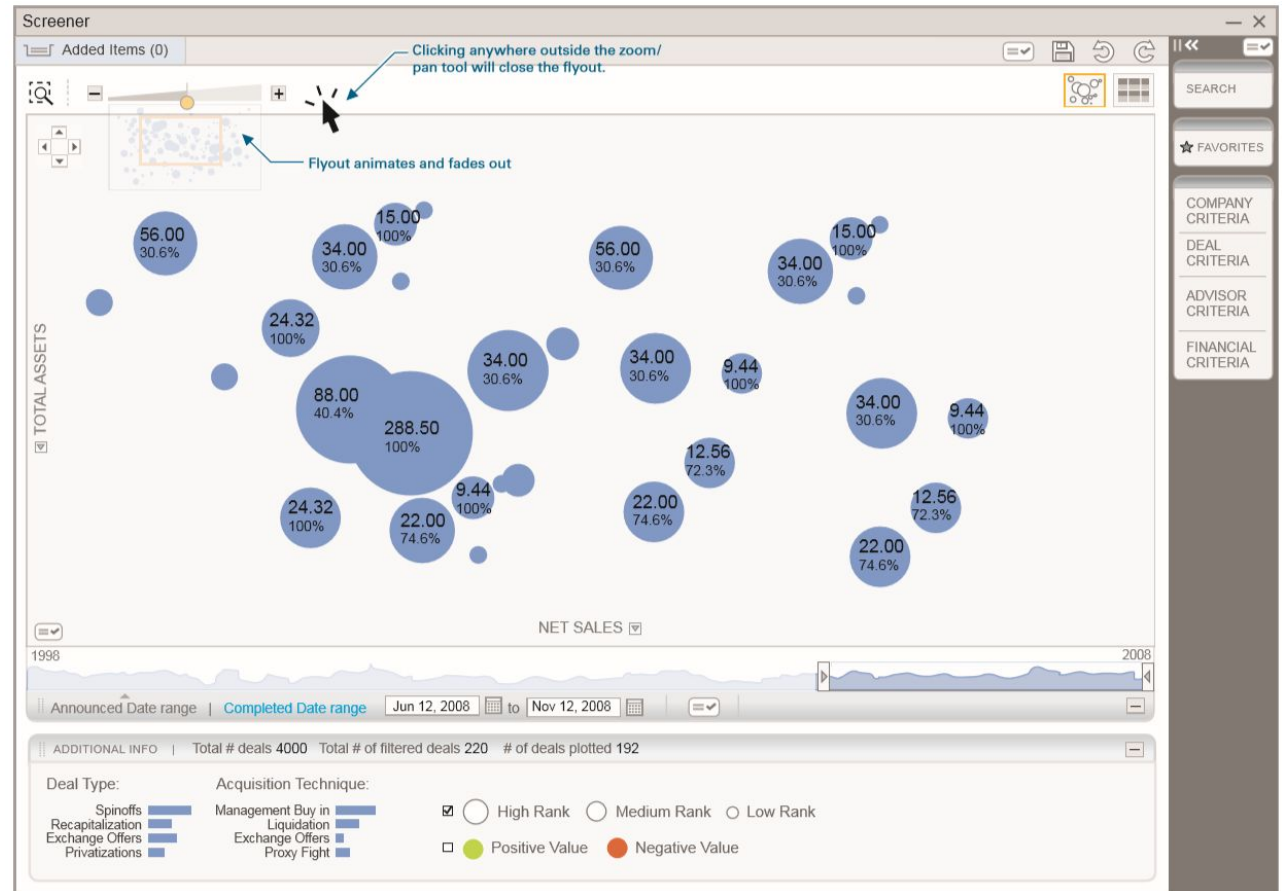 Screener
Added Items (0)
Clicking anywhere outside the zoom/
pan tool will close the flyout.
Flyout animates and fades out
SEARCH
FAVORITES
COMPANY
CRITERIA
DEAL
CRITERIA
ADVISOR
CRITERIA
FINANCIAL
CRITERIA
TOTAL ASSETS
56.00
30.6%
34.00
30.6%
15.00
100%
56.00
30.6%
34.00
30.6%
15.00
100%
24.32
100%
34.00
30.6%
34.00
30.6%
9.44
100%
88.00
40.4%
288.50
100%
34.00
30.6%
9.44
100%
12.56
72.3%
24.32
100%
22.00
74.6%
9.44
100%
22.00
74.6%
12.56
72.3%
22.00
74.6%
NET SALES
1998
2008
Announced Date range | Completed Date range Jun 12, 2008 to Nov 12, 2008
ADDITIONAL INFO | Total # deals 4000 Total # of filtered deals 220 # of deals plotted 192
Deal Type:
Spinoffs
Recapitalization
Exchange Offers
Privatizations
Acquisition Technique:
Management Buy in
Liquidation
Exchange Offers
Proxy Fight
High Rank Medium Rank Low Rank
Positive Value Negative Value